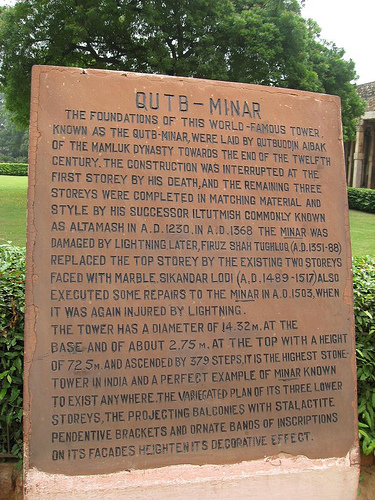 QUTB-MINAR
THE FOUNDATIONS OF THIS WORLD-FAMOUS TOWER,
KNOWN AS THE QUTB-MINAR, WERE LAID BY QUTBUDDIN AIBAK
OF THE MAMLUK DYNASTY TOWARDS THE END OF THE TWELFTH
CENTURY. THE CONSTRUCTION WAS INTERRUPTED AT THE
FIRST STOREY BY HIS DEATH, AND THE REMAINING THREE
STOREYS WERE COMPLETED IN MATCHING MATERIAL AND
STYLE BY HIS SUCCESSOR ILTUTMISH COMMONLY KNOWN
AS ALTAMASH IN A.D.1230. IN A.D.1368 THE MINAR WAS
DAMAGED BY LIGHTNING LATER, FIRUZ SHAH TUGHLUQ (A.D.1351-88)
REPLACED THE TOP STOREY BY THE EXISTING TWO STOREYS
FACED WITH MARBLE. SIKANDAR LODI (A.D.1489-1517) ALSO
EXECUTED SOME REPAIRS TO THE MINAR IN A.D.1503, WHEN
IT WAS AGAIN INJURED BY LIGHTNING.
THE TOWER HAS A DIAMETER OF 14.32 M. AT THE
BASE AND OF ABOUT 2.75 M. AT THE TOP WITH A HEIGHT
OF 72.5 M. AND ASCENDED BY 379 STEPS, IT IS THE HIGHEST STONE-
TOWER IN INDIA AND A PERFECT EXAMPLE OF MINAR KNOWN
TO EXIST ANYWHERE. THE VARIEGATED PLAN OF ITS THREE LOWER
STOREYS, THE PROJECTING BALCONIES WITH STALACTITE
PENDENTIVE BRACKETS AND ORNATE BANDS OF INSCRIPTIONS
ON ITS FACADES HEIGHTEN ITS DECORATIVE EFFECT.